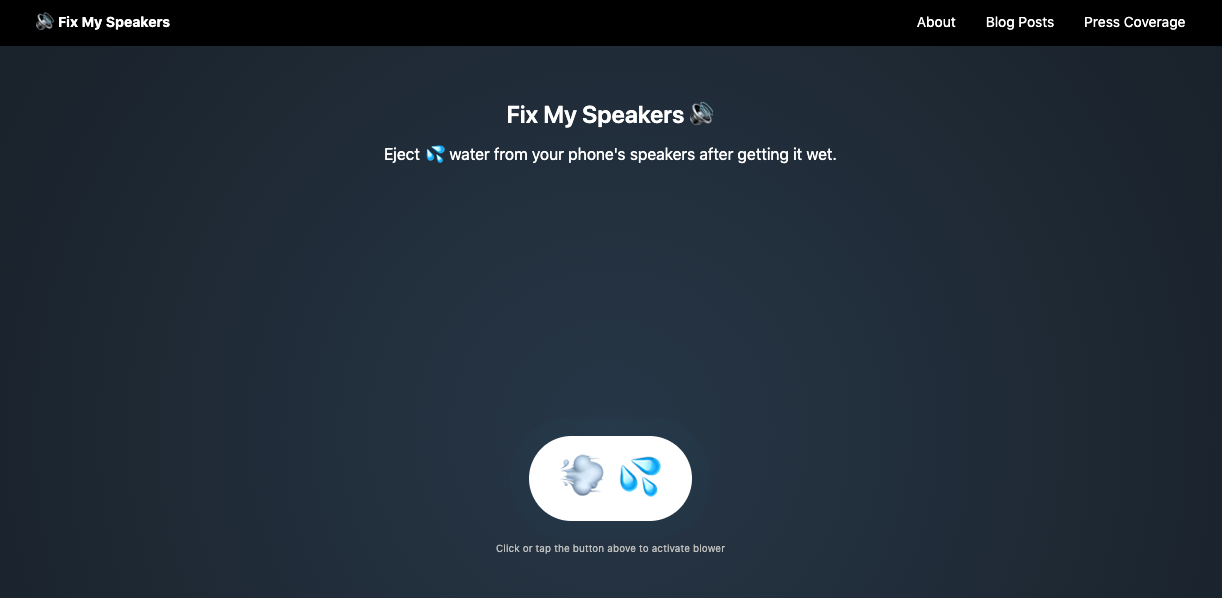 🔊 Fix My Speakers
About
Blog Posts
Press Coverage
Fix My Speakers 🔊
Eject 💦 water from your phone's speakers after getting it wet.
💨 💦
Click or tap the button above to activate blower